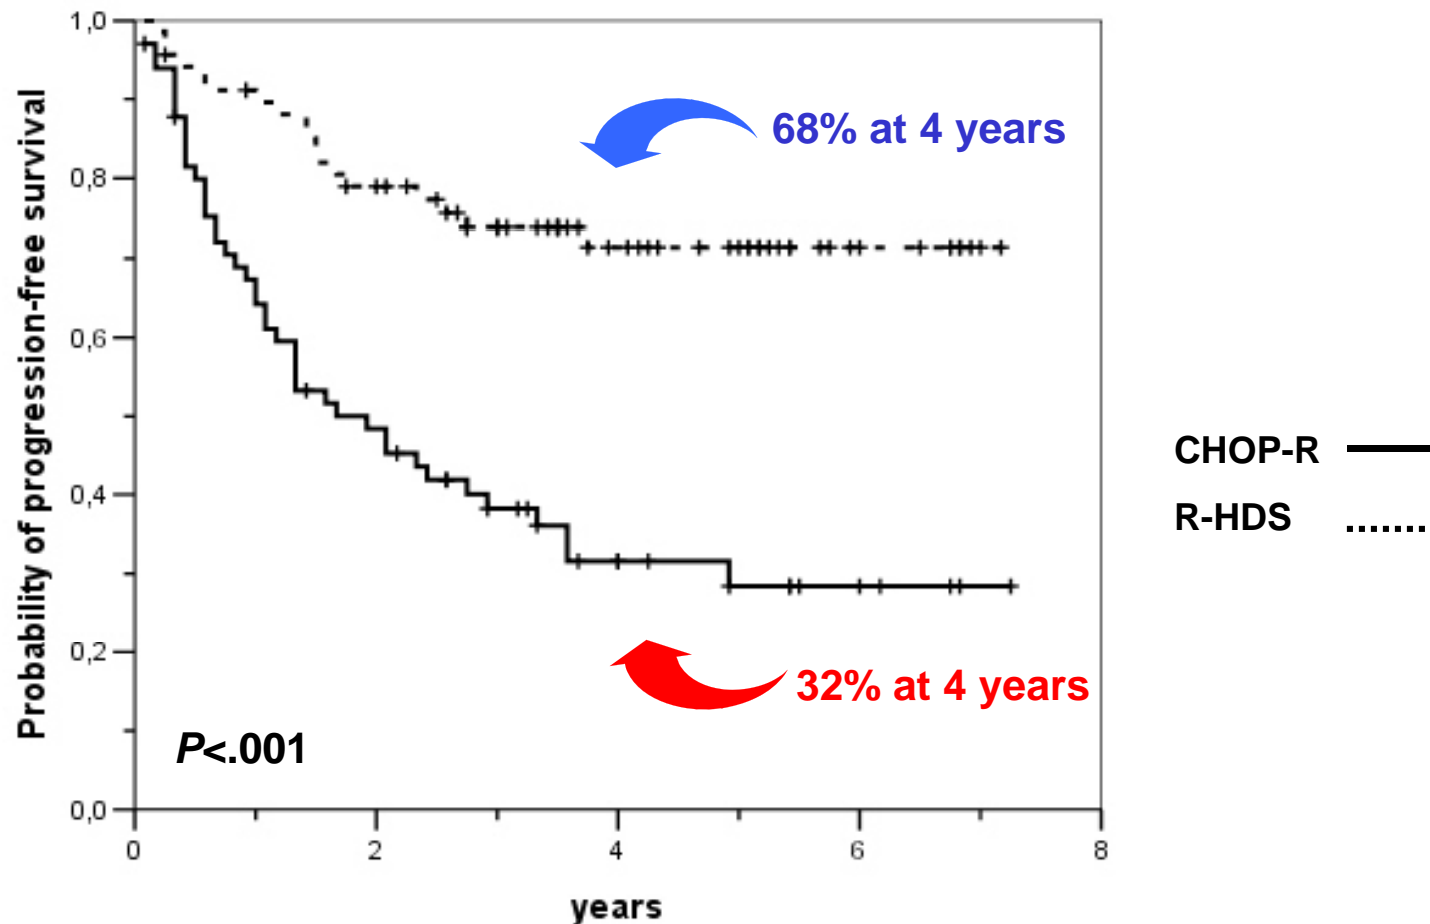 Probability of progression-free survival
1,0
0,8
0,6
0,4
0,2
0,0
68% at 4 years
32% at 4 years
P<.001
0 2 4 6 8
years
CHOP-R
R-HDS